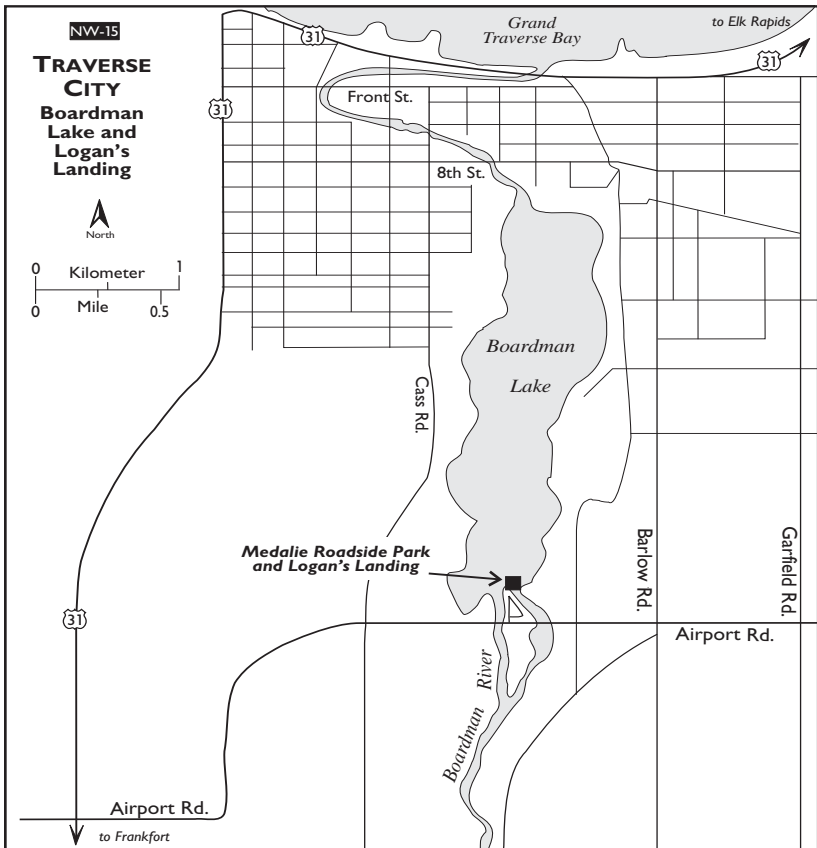 NW-15
TRAVERSE
CITY
Boardman
Lake and
Logan's
Landing
North
0 Kilometer 1
0 Mile 0.5
31
31
31
31
Grand
Traverse Bay
to Elk Rapids
Front St.
8th St.
Boardman
Lake
Cass Rd.
Medalie Roadside Park
and Logan's Landing
Barlow Rd.
Garfield Rd.
Airport Rd.
Boardman River
Airport Rd.
to Frankfort